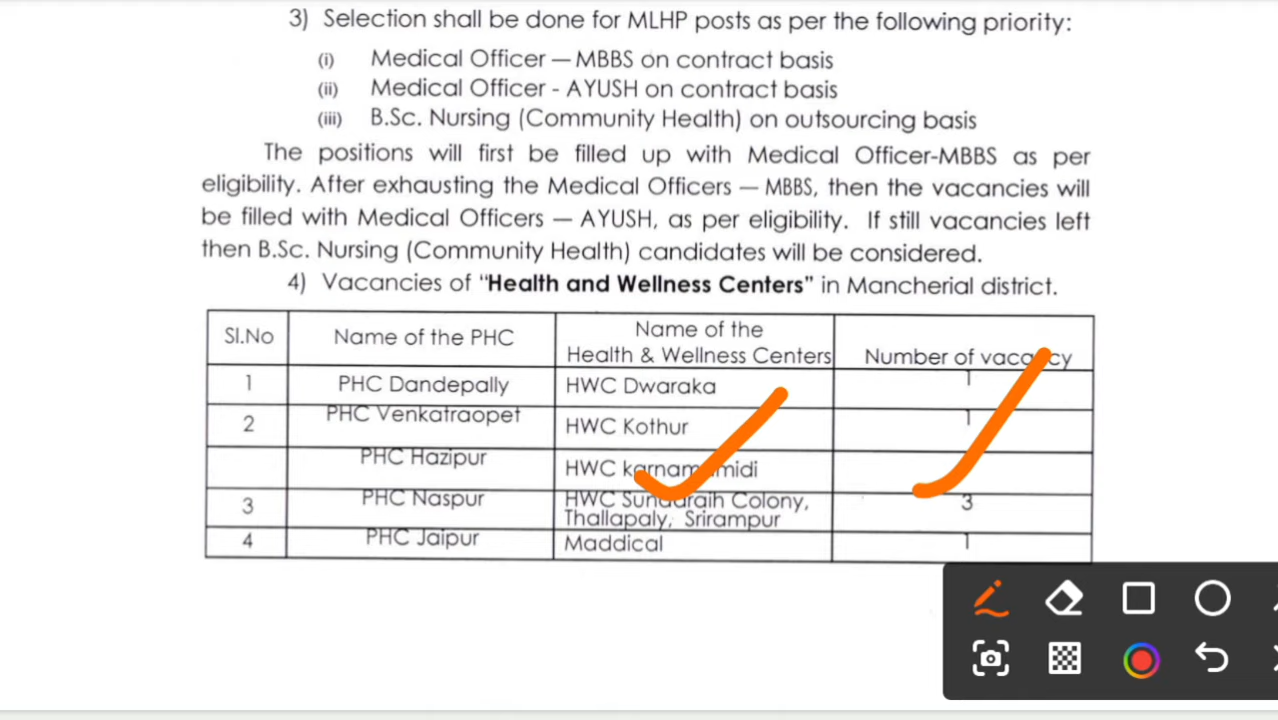 3) Selection shall be done for MLHP posts as per the following priority:
(i) Medical Officer — MBBS on contract basis
(ii) Medical Officer - AYUSH on contract basis
(iii) B.Sc. Nursing (Community Health) on outsourcing basis
The positions will first be filled up with Medical Officer-MBBS as per
eligibility. After exhausting the Medical Officers — MBBS, then the vacancies will
be filled with Medical Officers — AYUSH, as per eligibility. If still vacancies left
then B.Sc. Nursing (Community Health) candidates will be considered.
4) Vacancies of "Health and Wellness Centers" in Mancherial district.
Sl.No Name of the PHC Name of the Health & Wellness Centers Number of vacancy
1 PHC Dandepally HWC Dwaraka 1
2 PHC Venkatraopet HWC Kothur 1
PHC Hazipur HWC
3 PHC Naspur HWC Sundaraih Colony, 3
Thallapaly, Srirampur
4 PHC Jaipur Maddical 1